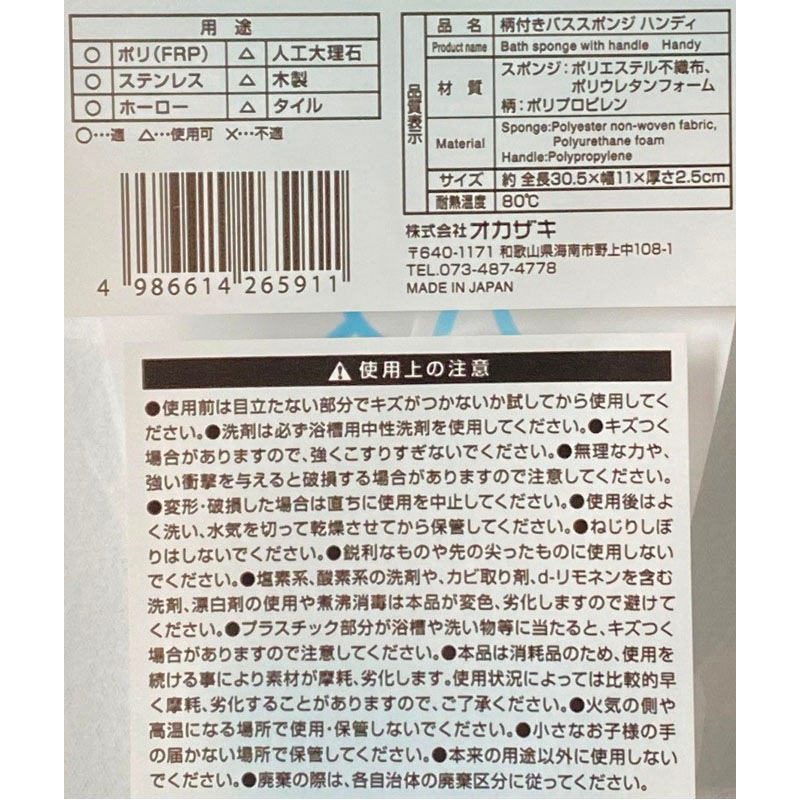 用途
○ ポリ(FRP) △ 人工大理石
○ ステンレス △ 木製
○ ホーロー △ タイル
○…適 △…使用可 ×…不適
4 986614 265911
品質表示
品名 柄付きバススポンジ ハンディ
Product name Bath sponge with handle Handy
材質 スポンジ:ポリエステル不織布、
ポリウレタンフォーム
柄:ポリプロピレン
Material Sponge:Polyester non-woven fabric,
Polyurethane foam
Handle:Polypropylene
サイズ 約 全長30.5×幅11×厚さ2.5cm
耐熱温度 80℃
株式会社オカザキ
〒640-1171 和歌山県海南市野上中108-1
TEL.073-487-4778
MADE IN JAPAN
⚠使用上の注意
●使用前は目立たない部分でキズがつかないか試してから使用してく
ださい。●洗剤は必ず浴槽用中性洗剤を使用してください。●キズつく
場合がありますので、強くこすりすぎないでください。●無理な力や、
強い衝撃を与えると破損する場合がありますので注意してください。
●変形・破損した場合は直ちに使用を中止してください。●使用後はよ
く洗い、水気を切って乾燥させてから保管してください。●ねじりしぼ
りはしないでください。●鋭利なものや先の尖ったものに使用しない
でください。●塩素系、酸素系の洗剤や、カビ取り剤、d-リモネンを含む
洗剤、漂白剤の使用や煮沸消毒は本品が変色、劣化しますので避けて
ください。●プラスチック部分が浴槽や洗い物等に当たると、キズつく
場合がありますので注意してください。●本品は消耗品のため、使用を
続ける事により素材が摩耗、劣化します。使用状況によっては比較的早
く摩耗、劣化することがありますので、ご了承ください。●火気の側や
高温になる場所で使用・保管しないでください。●小さなお子様の手
の届かない場所で保管してください。●本来の用途以外に使用しない
でください。●廃棄の際は、各自治体の廃棄区分に従ってください。